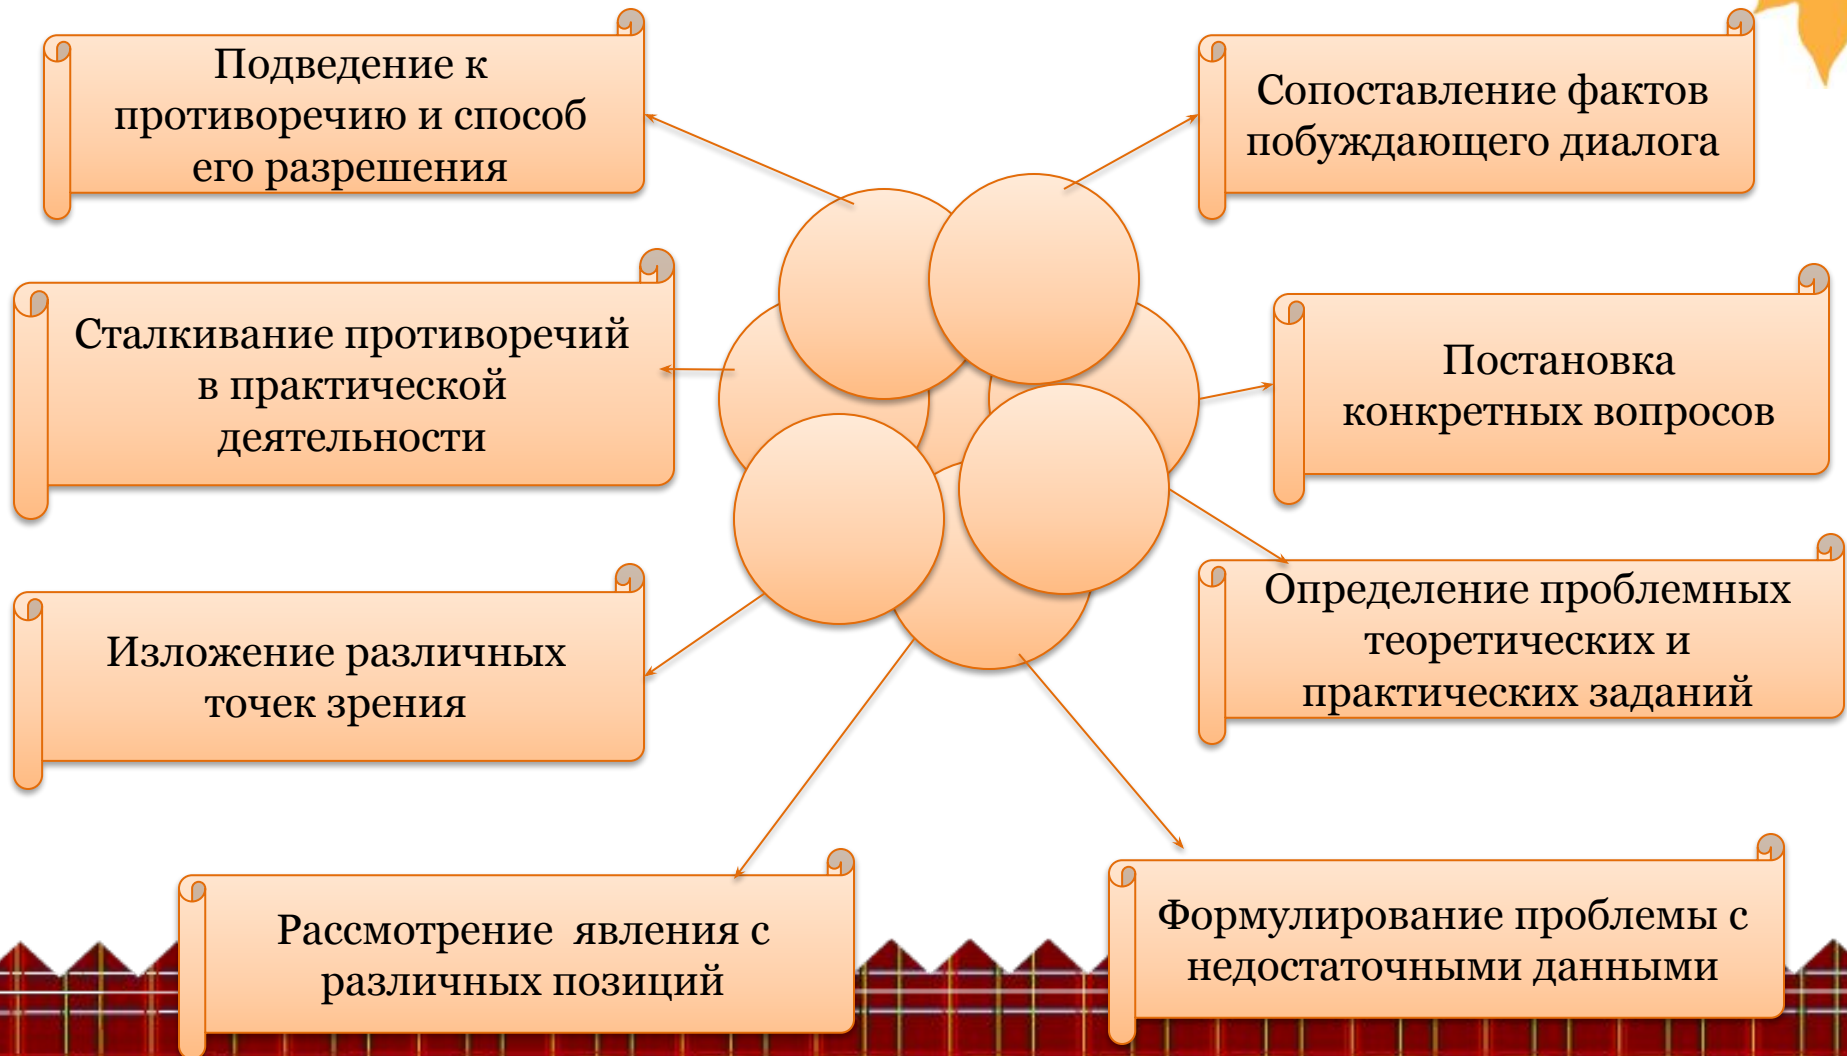 Подведение к
противоречию и способ
его разрешения
Сопоставление фактов
побуждающего диалога
Сталкивание противоречий
в практической
деятельности
Постановка
конкретных вопросов
Изложение различных
точек зрения
Определение проблемных
теоретических и
практических заданий
Рассмотрение явления с
различных позиций
Формулирование проблемы с
недостаточными данными